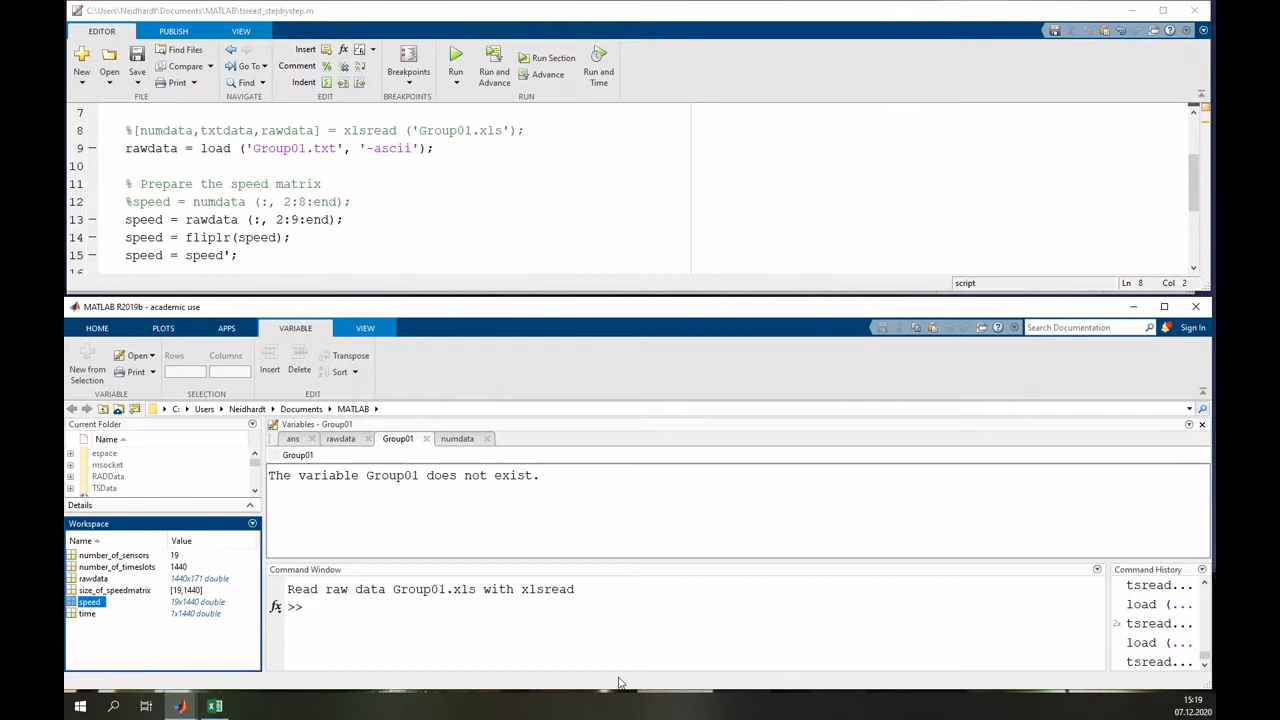 C:\Users\Neidhardt\Documents\MATLAB\tsread_stepbystep.m
EDITOR PUBLISH VIEW
New Open Save Find Files Compare Print Go To Find Insert Comment Indent Breakpoints Run Run and Advance Run Section Advance Run and Time
FILE NAVIGATE EDIT BREAKPOINTS RUN
7
8 %[numdata,txtdata,rawdata] = xlsread ('Group01.xls');
9 rawdata = load ('Group01.txt', '-ascii');
10
11 % Prepare the speed matrix
12 %speed = numdata (:, 2:8:end);
13 speed = rawdata (:, 2:9:end);
14 speed = fliplr(speed);
15 speed = speed';
16
script Ln 8 Col 2
MATLAB R2019b - academic use
HOME PLOTS APPS VARIABLE VIEW Search Documentation Sign In
New from Selection Open Print Rows Columns Insert Delete Transpose Sort
VARIABLE SELECTION EDIT
C: Users Neidhardt Documents MATLAB
Current Folder
Name
espace
msocket
RADData
TSData
Details
Workspace
Name Value
number_of_sensors 19
number_of_timeslots 1440
rawdata 1440x171 double
size_of_speedmatrix [19,1440]
speed 19x1440 double
time 1x1440 double
Variables - Group01
ans rawdata Group01 numdata
Group01
The variable Group01 does not exist.
Command Window
Read raw data Group01.xls with xlsread
fx >>
Command History
tsread...
load (...
2x tsread...
load (...
tsread...
15:19
07.12.2020